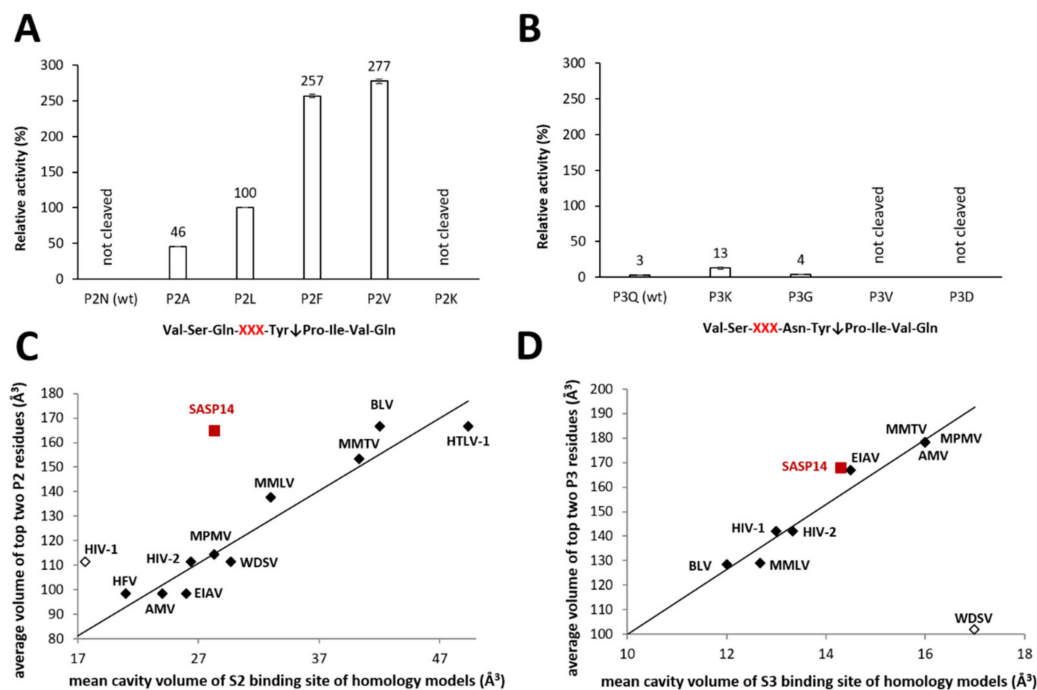 A
Relative activity (%)
300
250
200
150
100
50
0
not cleaved
46
100
257
277
not cleaved
P2N (wt)
P2A
P2L
P2F
P2V
P2K
Val-Ser-Gln-XXX-Tyr↓Pro-Ile-Val-Gln
B
Relative activity (%)
300
250
200
150
100
50
0
3
13
4
not cleaved
not cleaved
P3Q (wt)
P3K
P3G
P3V
P3D
Val-Ser-XXX-Asn-Tyr↓Pro-Ile-Val-Gln
C
average volume of top two P2 residues (Å³)
180
170
160
150
140
130
120
110
100
90
80
SASP14
BLV
MMTV
HTLV-1
MMLV
MPMV
HIV-1
HIV-2
WDSV
HFV
AMV
EIAV
17
27
37
47
mean cavity volume of S2 binding site of homology models (Å³)
D
average volume of top two P3 residues (Å³)
200
190
180
170
160
150
140
130
120
110
100
MMTV
MPMV
AMV
EIAV
SASP14
HIV-1
HIV-2
BLV
MMLV
WDSV
10
12
14
16
18
mean cavity volume of S3 binding site of homology models (Å³)